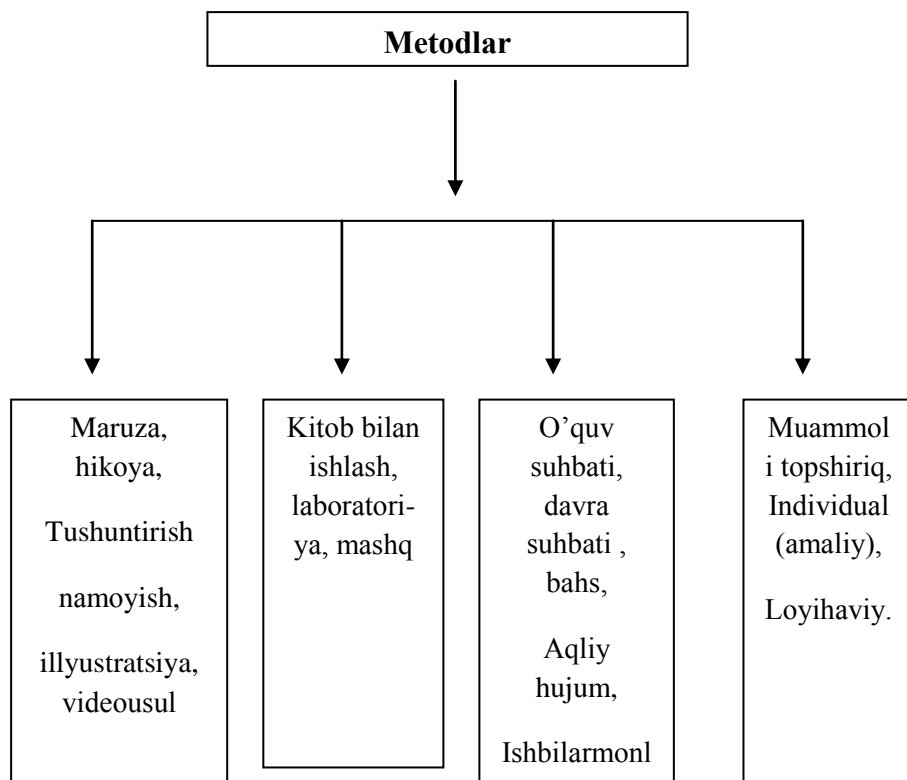 Metodlar
Maruza,
hikoya,
Tushuntirish
namoyish,
illyustratsiya,
videousul
Kitob bilan
ishlash,
laboratori-
ya, mashq
O’quv
suhbati,
davra
suhbati ,
bahs,
Aqliy
hujum,
Ishbilarmonl
Muammol
i topshiriq,
Individual
(amaliy),
Loyihaviy.